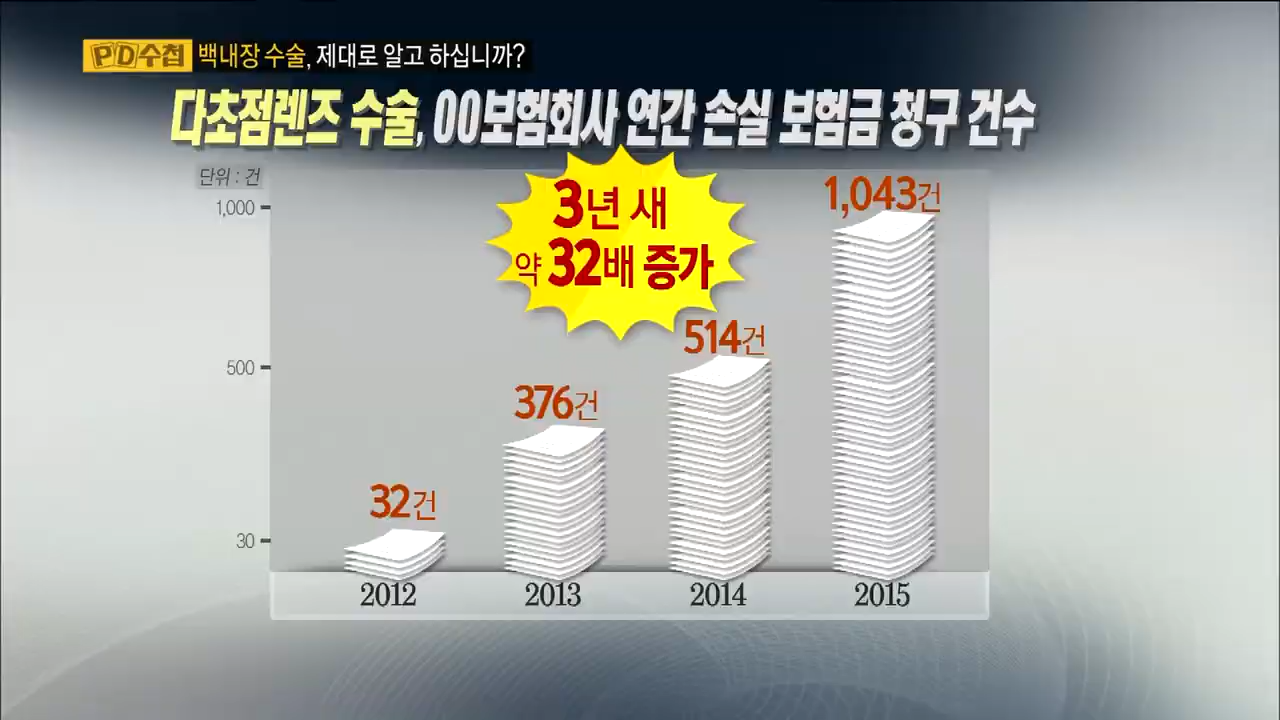 PD수첩 백내장 수술, 제대로 알고 하십니까?
다초점렌즈 수술, OO보험회사 연간 손실 보험금 청구 건수
단위 : 건
1,000
500
30
3년 새
약 32배 증가
32건
376건
514건
1,043건
2012 2013 2014 2015